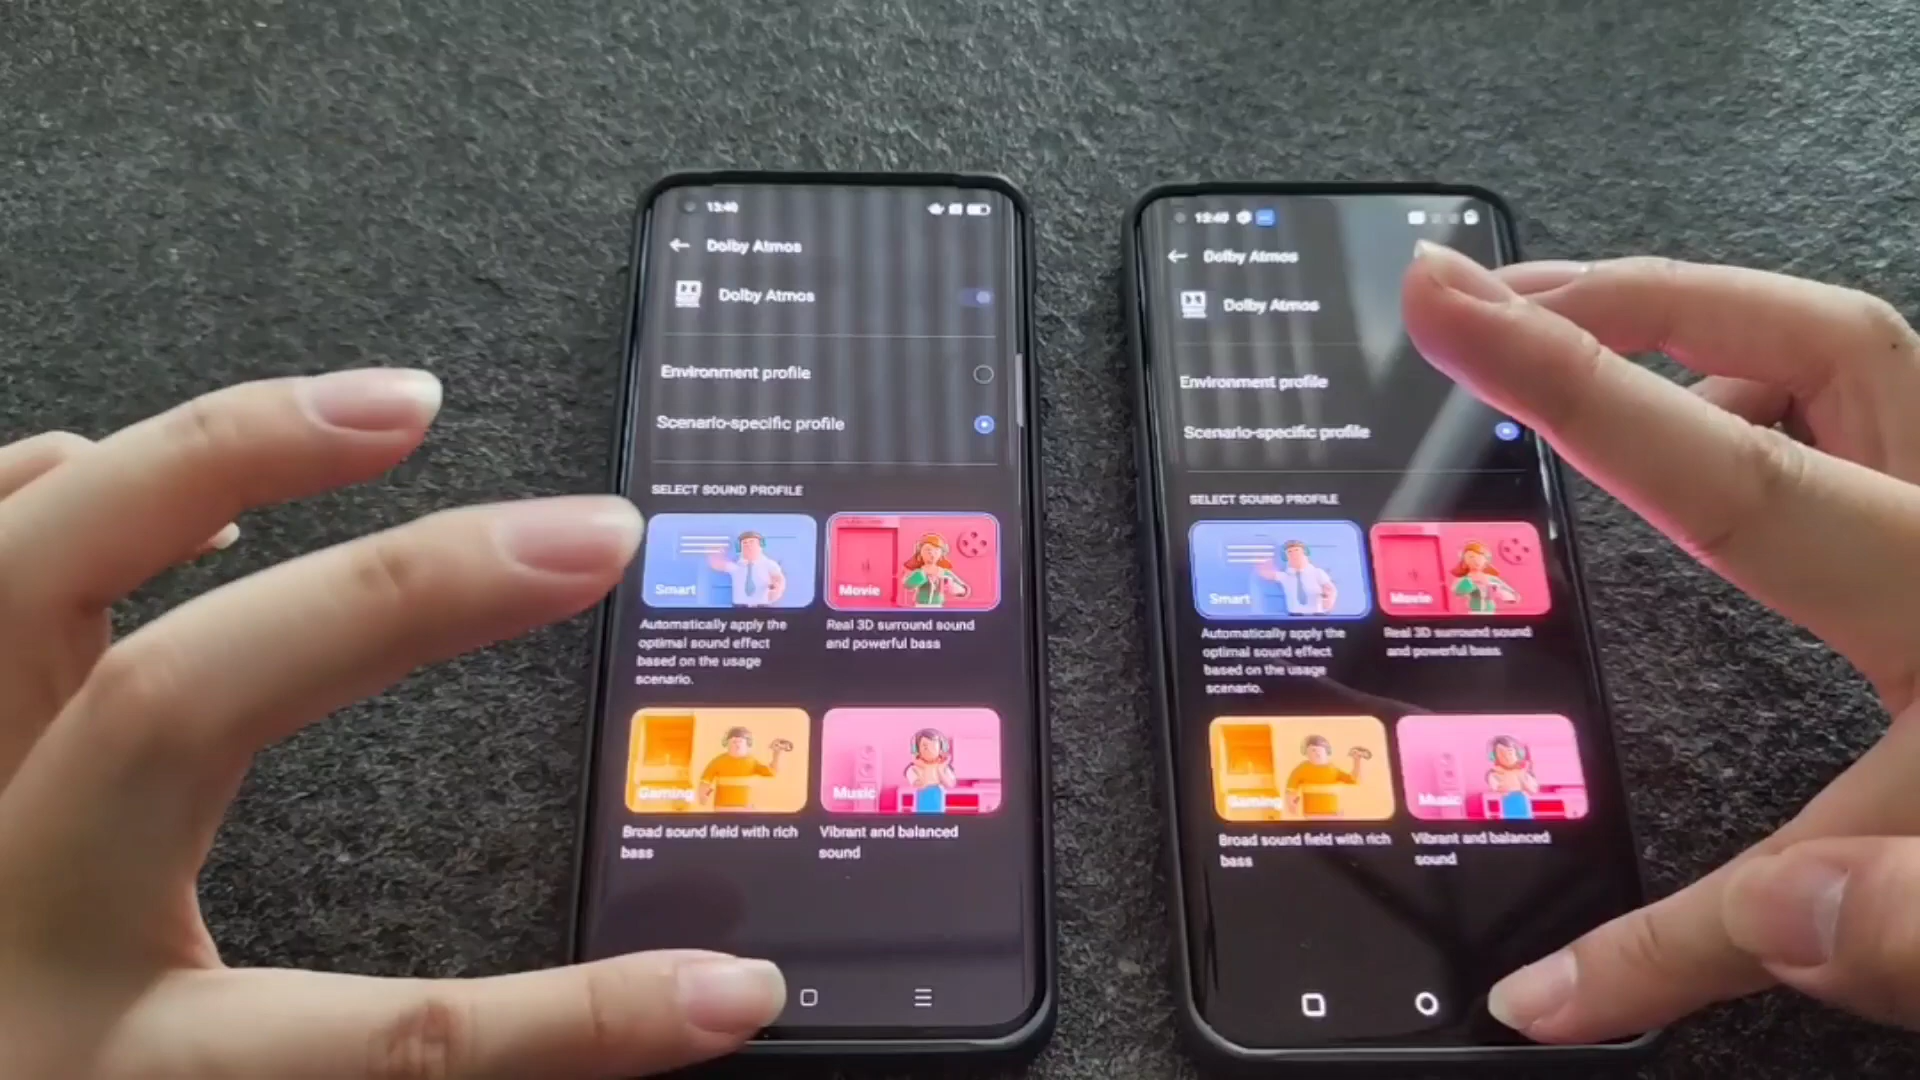 13:40
Dolby Atmos
Dolby Atmos
Environment profile
Scenario-specific profile
SELECT SOUND PROFILE
Smart
Movie
Automatically apply the
optimal sound effect
based on the usage
scenario.
Real 3D surround sound
and powerful bass
Gaming
Music
Broad sound field with rich
bass
Vibrant and balanced
sound
Dolby Atmos
Dolby Atmos
Environment profile
Scenario-specific profile
SELECT SOUND PROFILE
Smart
Movie
Automatically apply the
optimal sound effect
based on the usage
scenario.
Real 3D surround sound
and powerful bass
Gaming
Music
Broad sound field with rich
bass
Vibrant and balanced
sound